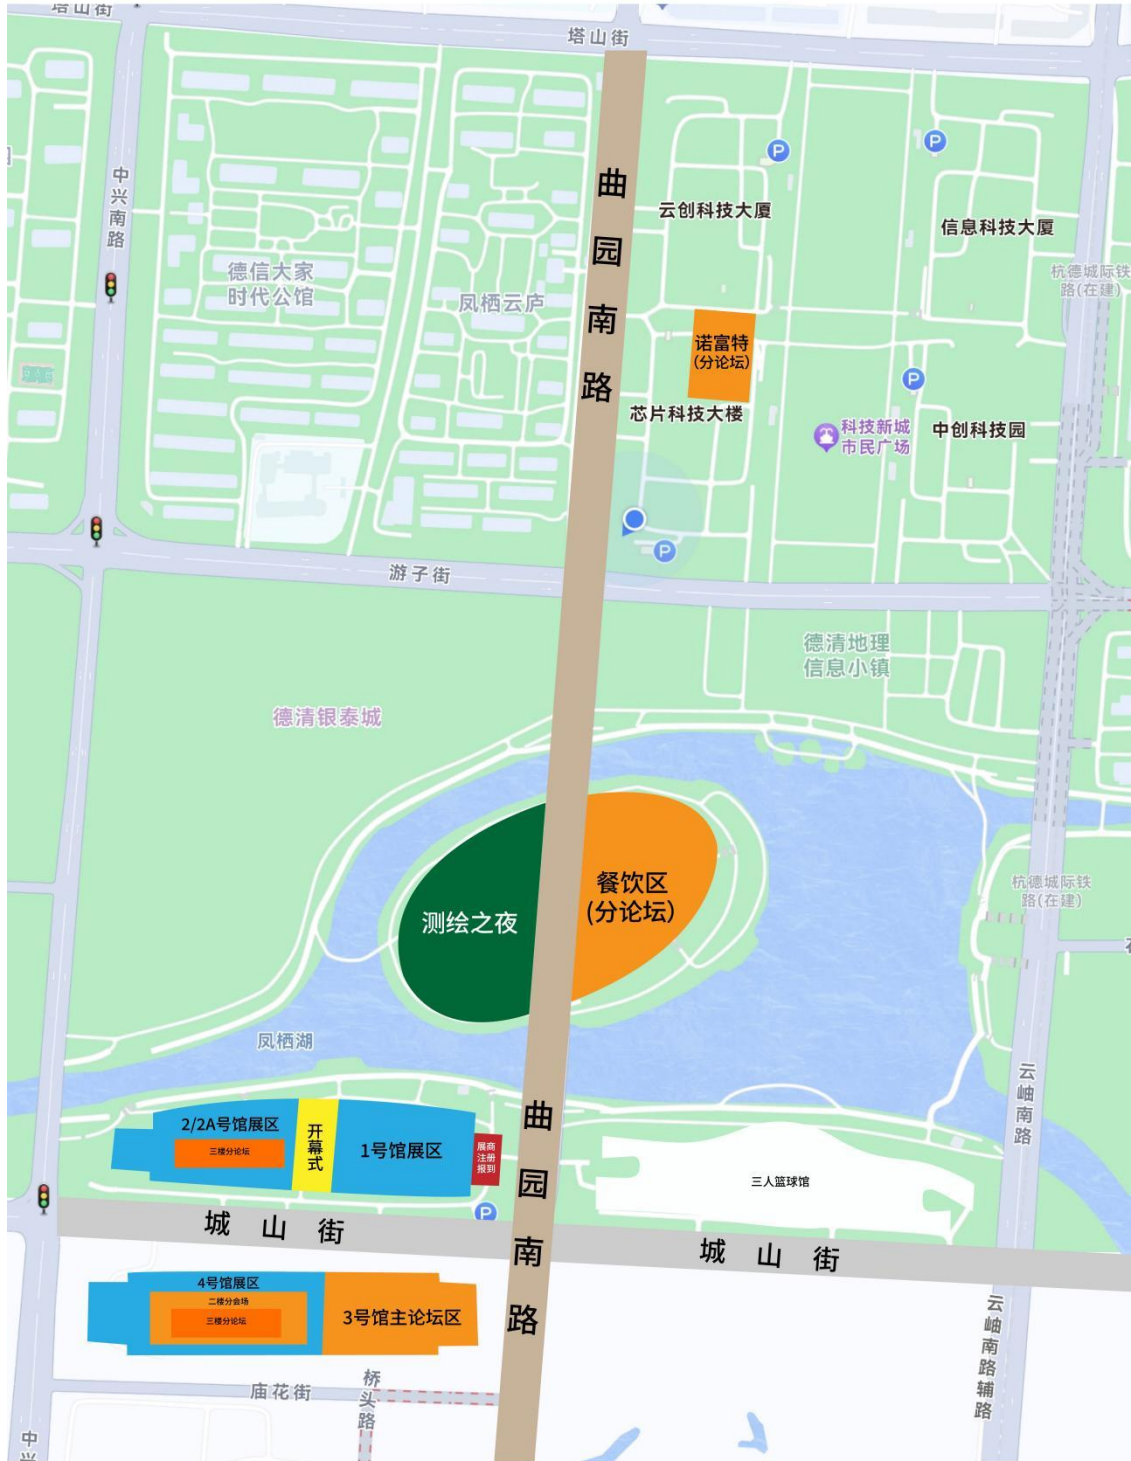 塔山街
塔山街
中兴南路
曲园南路
云创科技大厦
信息科技大厦
杭德城际铁
路(在建)
德信大家
时代公馆
凤栖云庐
诺富特
(分论坛)
芯片科技大楼
科技新城
市民广场
中创科技园
P
P
P
P
游子街
德清地理
信息小镇
德清银泰城
测绘之夜
餐饮区
(分论坛)
杭德城际铁
路(在建)
凤栖湖
云岫南路
2/2A号馆展区
三楼分论坛
开幕式
1号馆展区
展商
注册
报到
曲园南路
三人篮球馆
P
城山街
城山街
4号馆展区
二楼分会场
三楼分论坛
3号馆主论坛区
云岫南路辅路
庙花街
桥头路
中